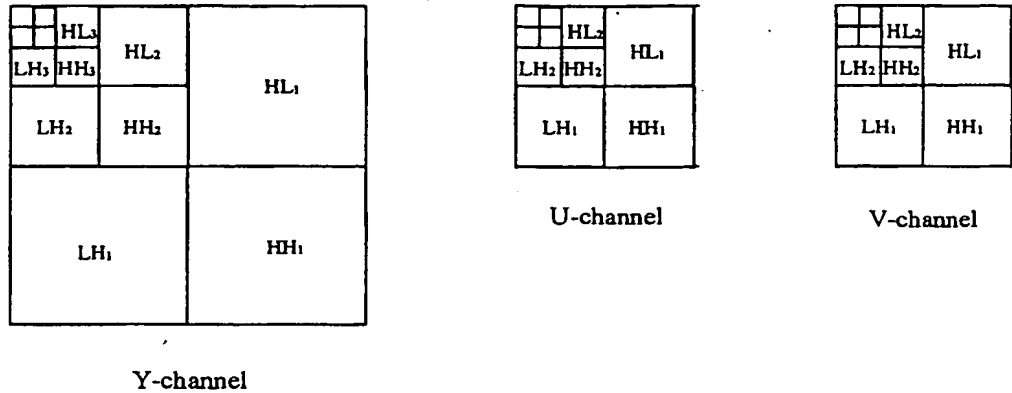 HL₃
HL₂
LH₃ HH₃
HL₁
LH₂ HH₂
LH₁ HH₁
Y-channel
HL₂
HL₁
LH₂ HH₂
LH₁ HH₁
U-channel
HL₂
HL₁
LH₂ HH₂
LH₁ HH₁
V-channel